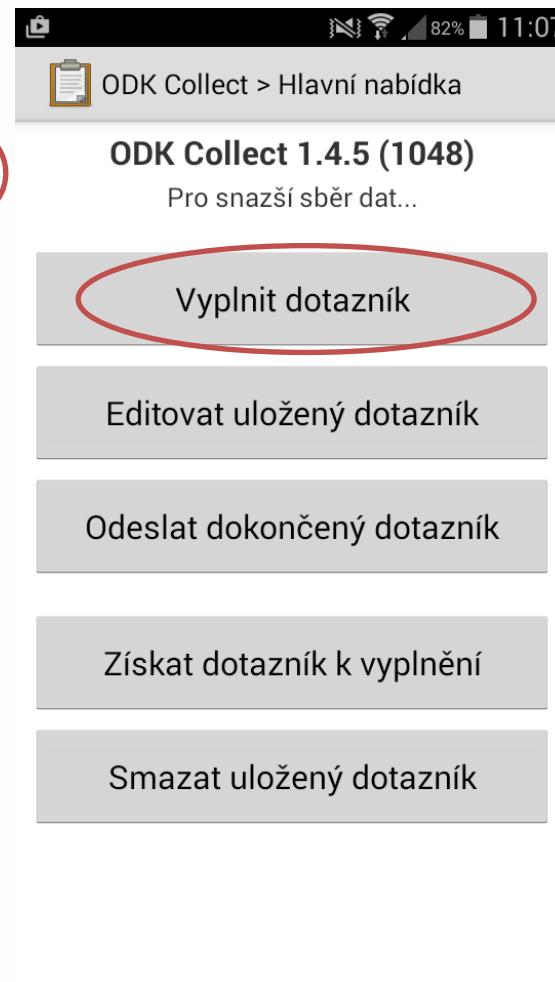 82% 11:07
ODK Collect > Hlavní nabídka
ODK Collect 1.4.5 (1048)
Pro snazší sběr dat...
Vyplnit dotazník
Editovat uložený dotazník
Odeslat dokončený dotazník
Získat dotazník k vyplnění
Smazat uložený dotazník